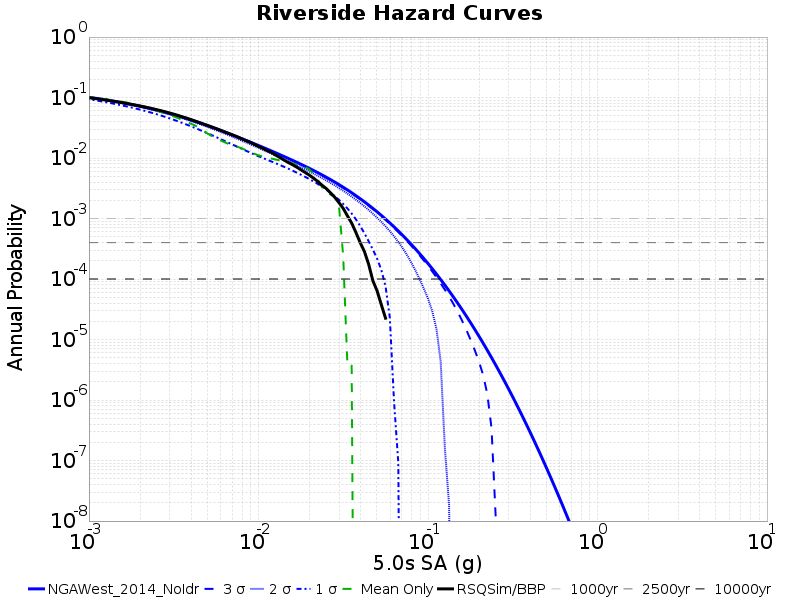 Riverside Hazard Curves
Annual Probability
10^0
10^-1
10^-2
10^-3
10^-4
10^-5
10^-6
10^-7
10^-8
10^-3 10^-2 10^-1 10^0 10^1
5.0s SA (g)
NGAWest_2014_NoIdr 3 σ 2 σ 1 σ Mean Only RSQSim/BBP 1000yr 2500yr 10000yr